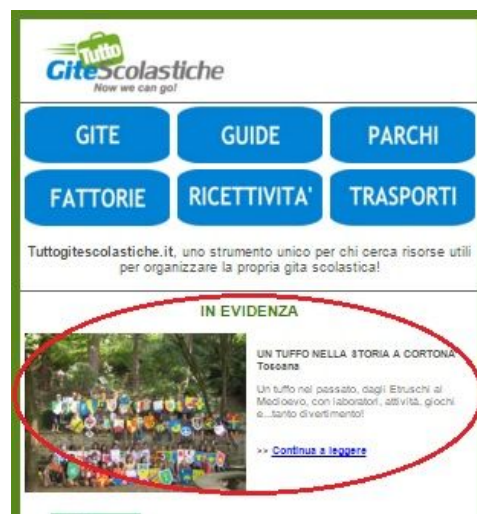 Tutto
GiteScolastiche
Now we can go!
GITE
GUIDE
PARCHI
FATTORIE
RICETTIVITA'
TRASPORTI
Tuttogitescolastiche.it, uno strumento unico per chi cerca risorse utili
per organizzare la propria gita scolastica!
IN EVIDENZA
UN TUFFO NELLA STORIA A CORTONA
Toscana
Un tuffo nel passato, dagli Etruschi al
Medioevo, con laboratori, attività, giochi
e...tanto divertimento!
>> Continua a leggere